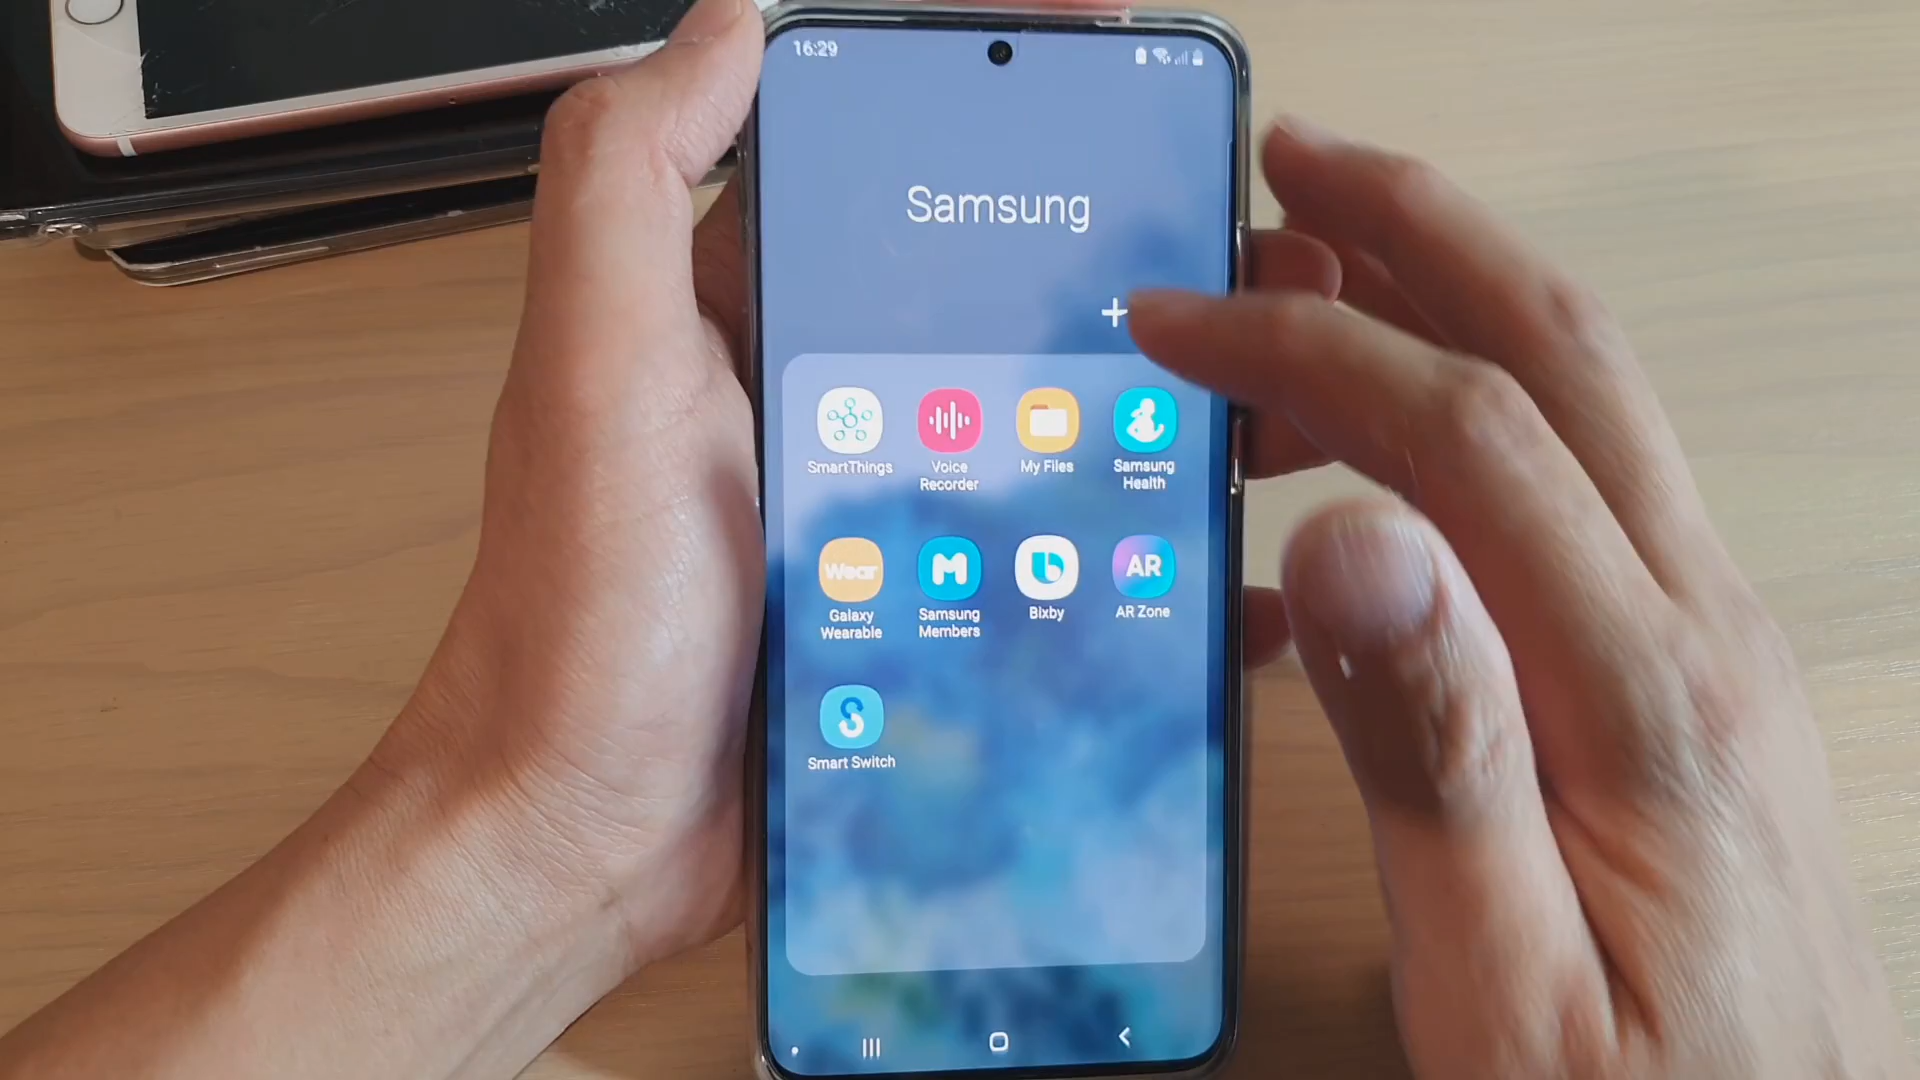 16:29
Samsung
SmartThings
Voice
Recorder
My Files
Samsung
Health
Wear
Galaxy
Wearable
M
Samsung
Members
b
Bixby
AR
AR Zone
S
Smart Switch